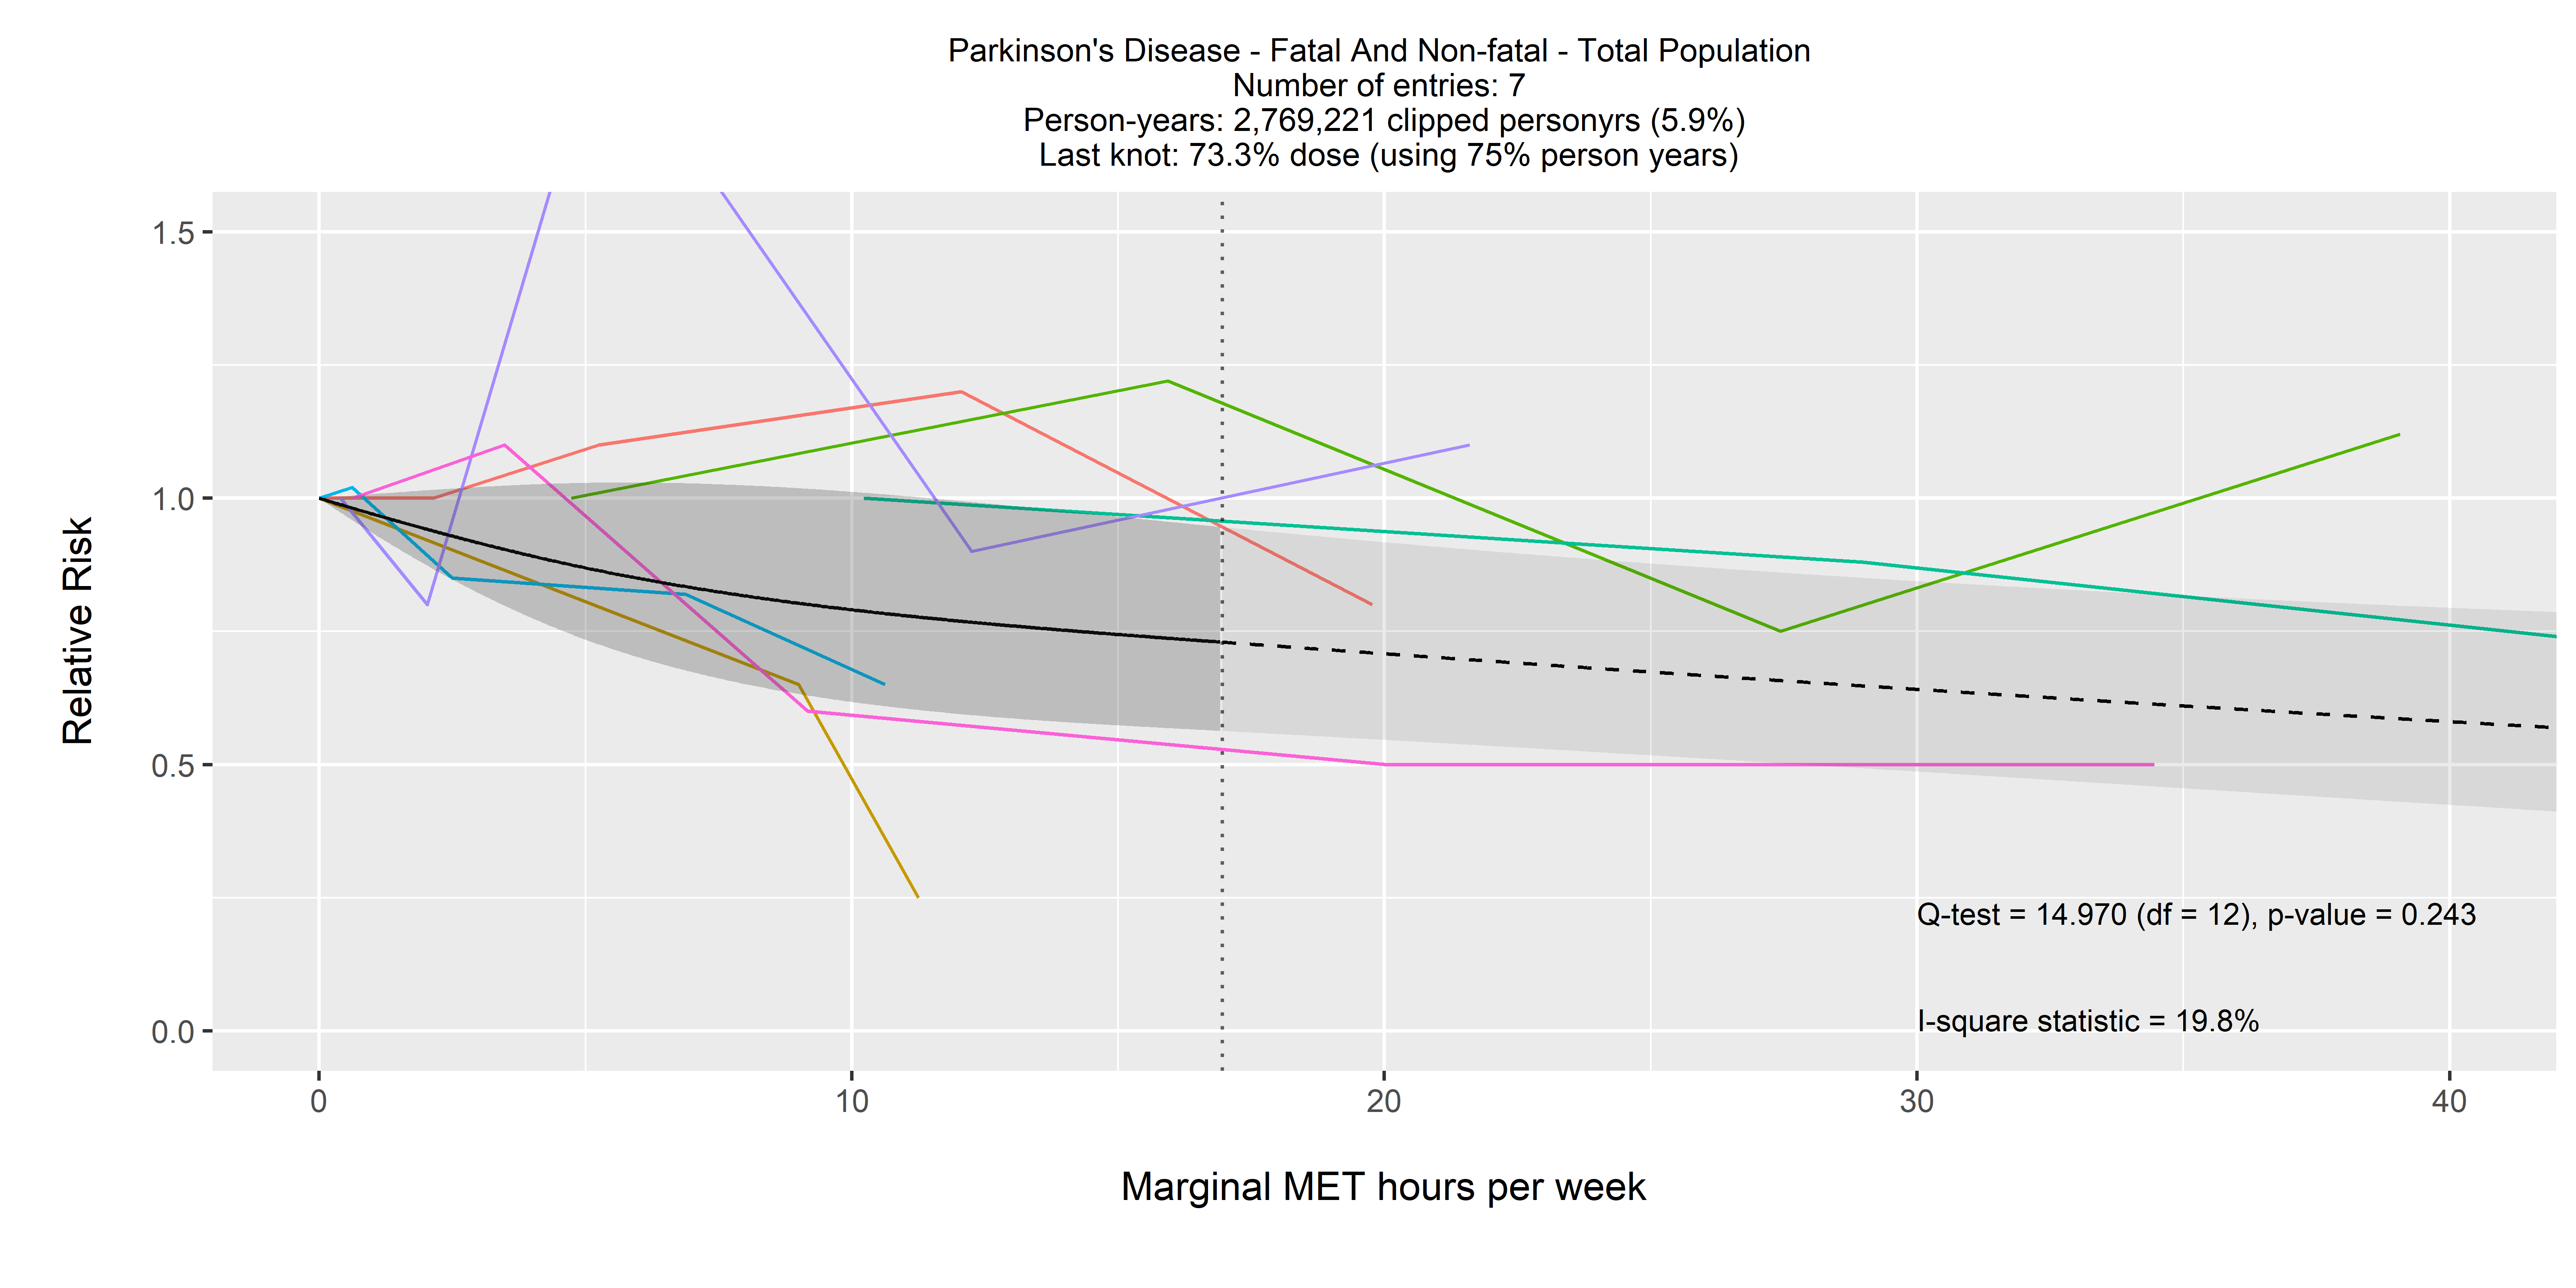 Parkinson's Disease - Fatal And Non-fatal - Total Population
Number of entries: 7
Person-years: 2,769,221 clipped personyrs (5.9%)
Last knot: 73.3% dose (using 75% person years)
1.5
1.0
0.5
0.0
Relative Risk
Q-test = 14.970 (df = 12), p-value = 0.243
I-square statistic = 19.8%
0 10 20 30 40
Marginal MET hours per week